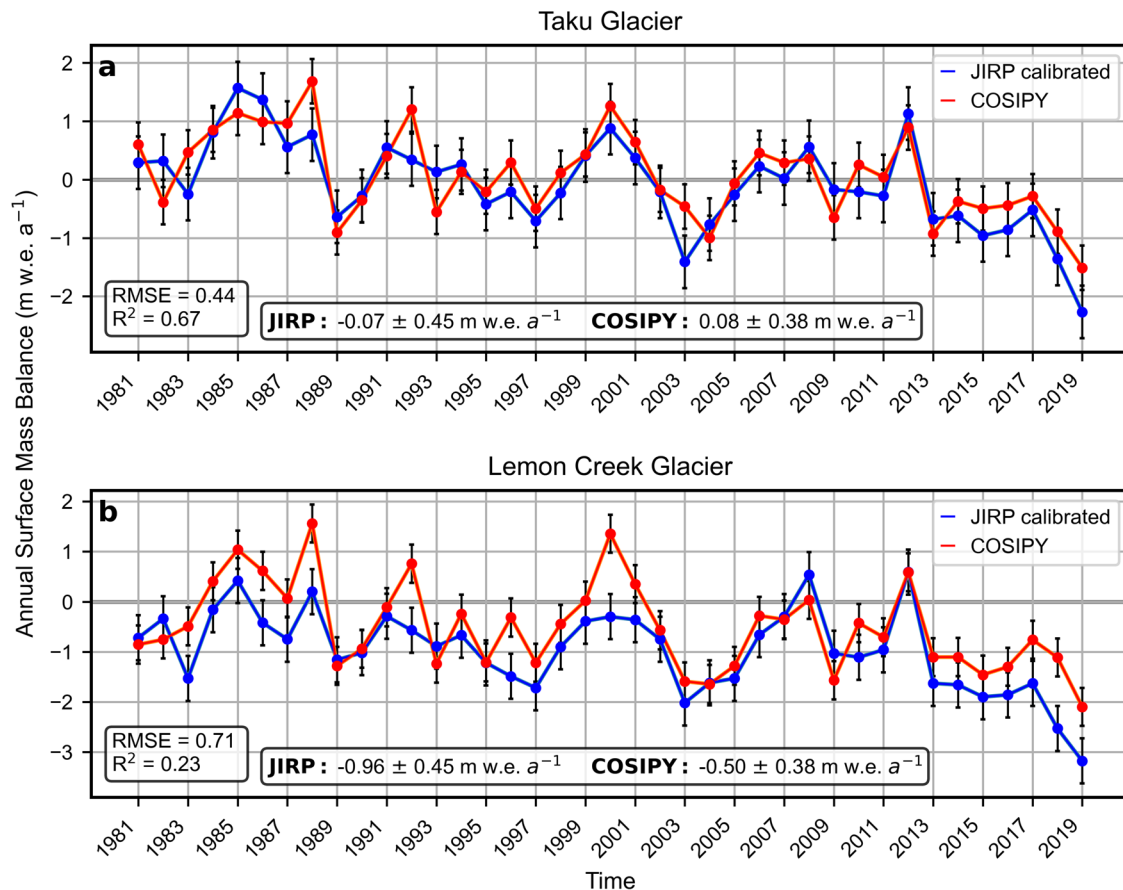 Taku Glacier
a
JIRP calibrated
COSIPY
2
1
0
−1
−2
RMSE = 0.44
R² = 0.67
JIRP: -0.07 ± 0.45 m w.e. a⁻¹ COSIPY: 0.08 ± 0.38 m w.e. a⁻¹
1981 1983 1985 1987 1989 1991 1993 1995 1997 1999 2001 2003 2005 2007 2009 2011 2013 2015 2017 2019
Annual Surface Mass Balance (m w.e. a⁻¹)
Lemon Creek Glacier
b
JIRP calibrated
COSIPY
2
1
0
−1
−2
−3
RMSE = 0.71
R² = 0.23
JIRP: -0.96 ± 0.45 m w.e. a⁻¹ COSIPY: -0.50 ± 0.38 m w.e. a⁻¹
1981 1983 1985 1987 1989 1991 1993 1995 1997 1999 2001 2003 2005 2007 2009 2011 2013 2015 2017 2019
Time